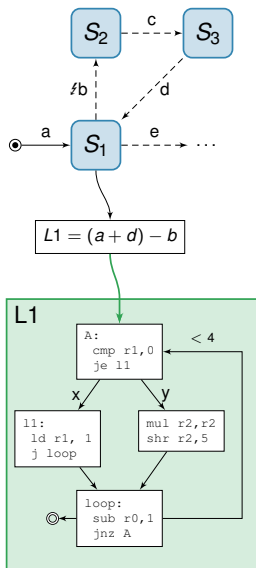 S2
c
S3
↯b
d
a
S1
e
...
L1 = (a + d) − b
L1
A:
cmp r1,0
je l1
< 4
x
y
l1:
ld r1, 1
j loop
mul r2,r2
shr r2,5
loop:
sub r0,1
jnz A